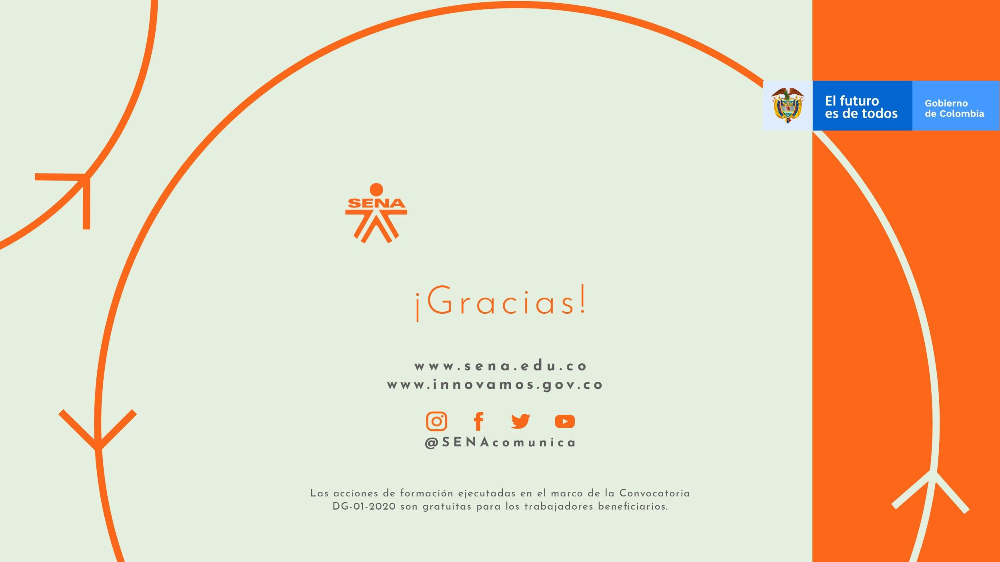 El futuro
es de todos
Gobierno
de Colombia
SENA
¡Gracias!
www.sena.edu.co
www.innovamos.gov.co
@SENAcomunica
Las acciones de formación ejecutadas en el marco de la Convocatoria
DG-01-2020 son gratuitas para los trabajadores beneficiarios.